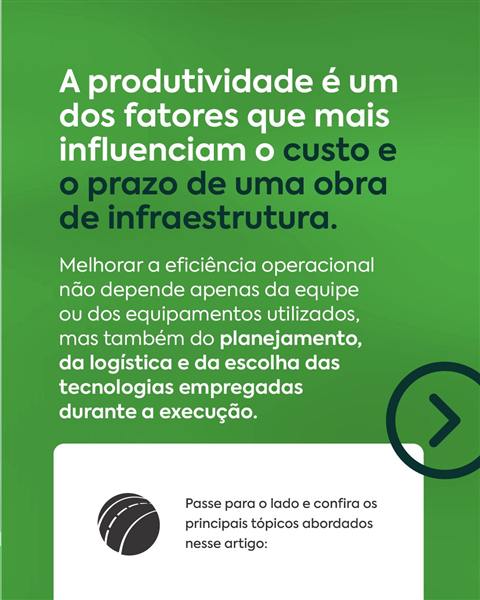 A produtividade é um
dos fatores que mais
influenciam o custo e
o prazo de uma obra
de infraestrutura.
Melhorar a eficiência operacional
não depende apenas da equipe
ou dos equipamentos utilizados,
mas também do planejamento,
da logística e da escolha das
tecnologias empregadas
durante a execução.
Passe para o lado e confira os
principais tópicos abordados
nesse artigo: